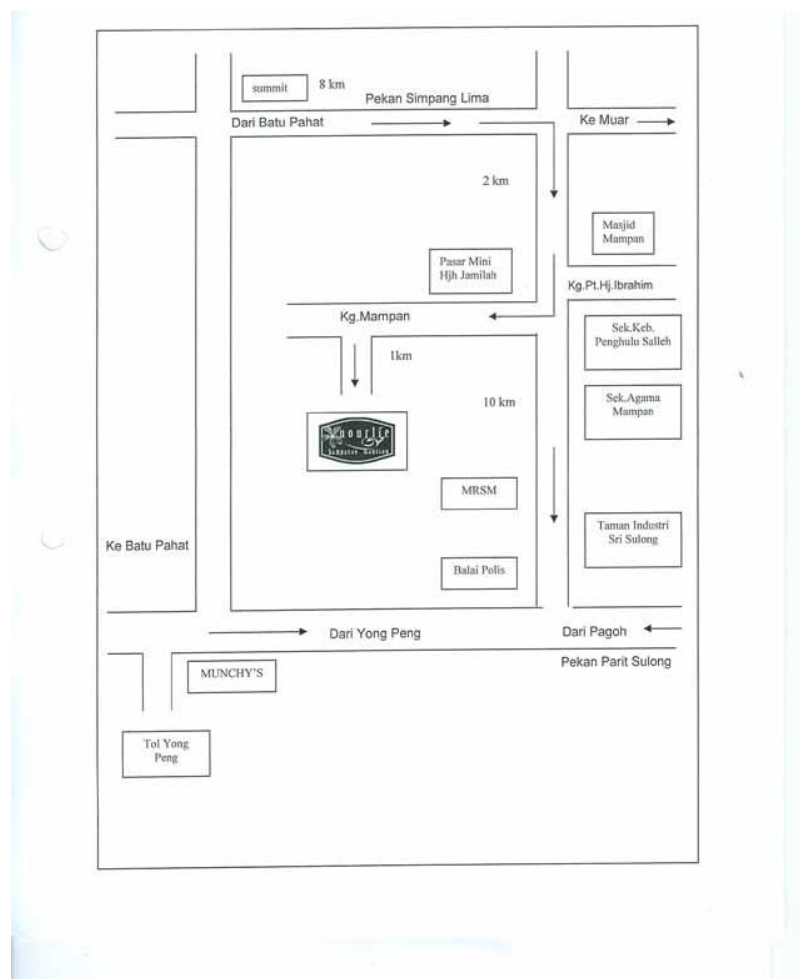 summit
8 km
Pekan Simpang Lima
Dari Batu Pahat
Ke Muar
2 km
Masjid
Mampan
Pasar Mini
Hjh Jamilah
Kg.Pt.Hj.Ibrahim
Kg.Mampan
Sek.Keb.
Penghulu Salleh
1km
10 km
Sek.Agama
Mampan
MRSM
Taman Industri
Sri Sulong
Ke Batu Pahat
Balai Polis
Dari Yong Peng
Dari Pagoh
Pekan Parit Sulong
MUNCHY'S
Tol Yong
Peng